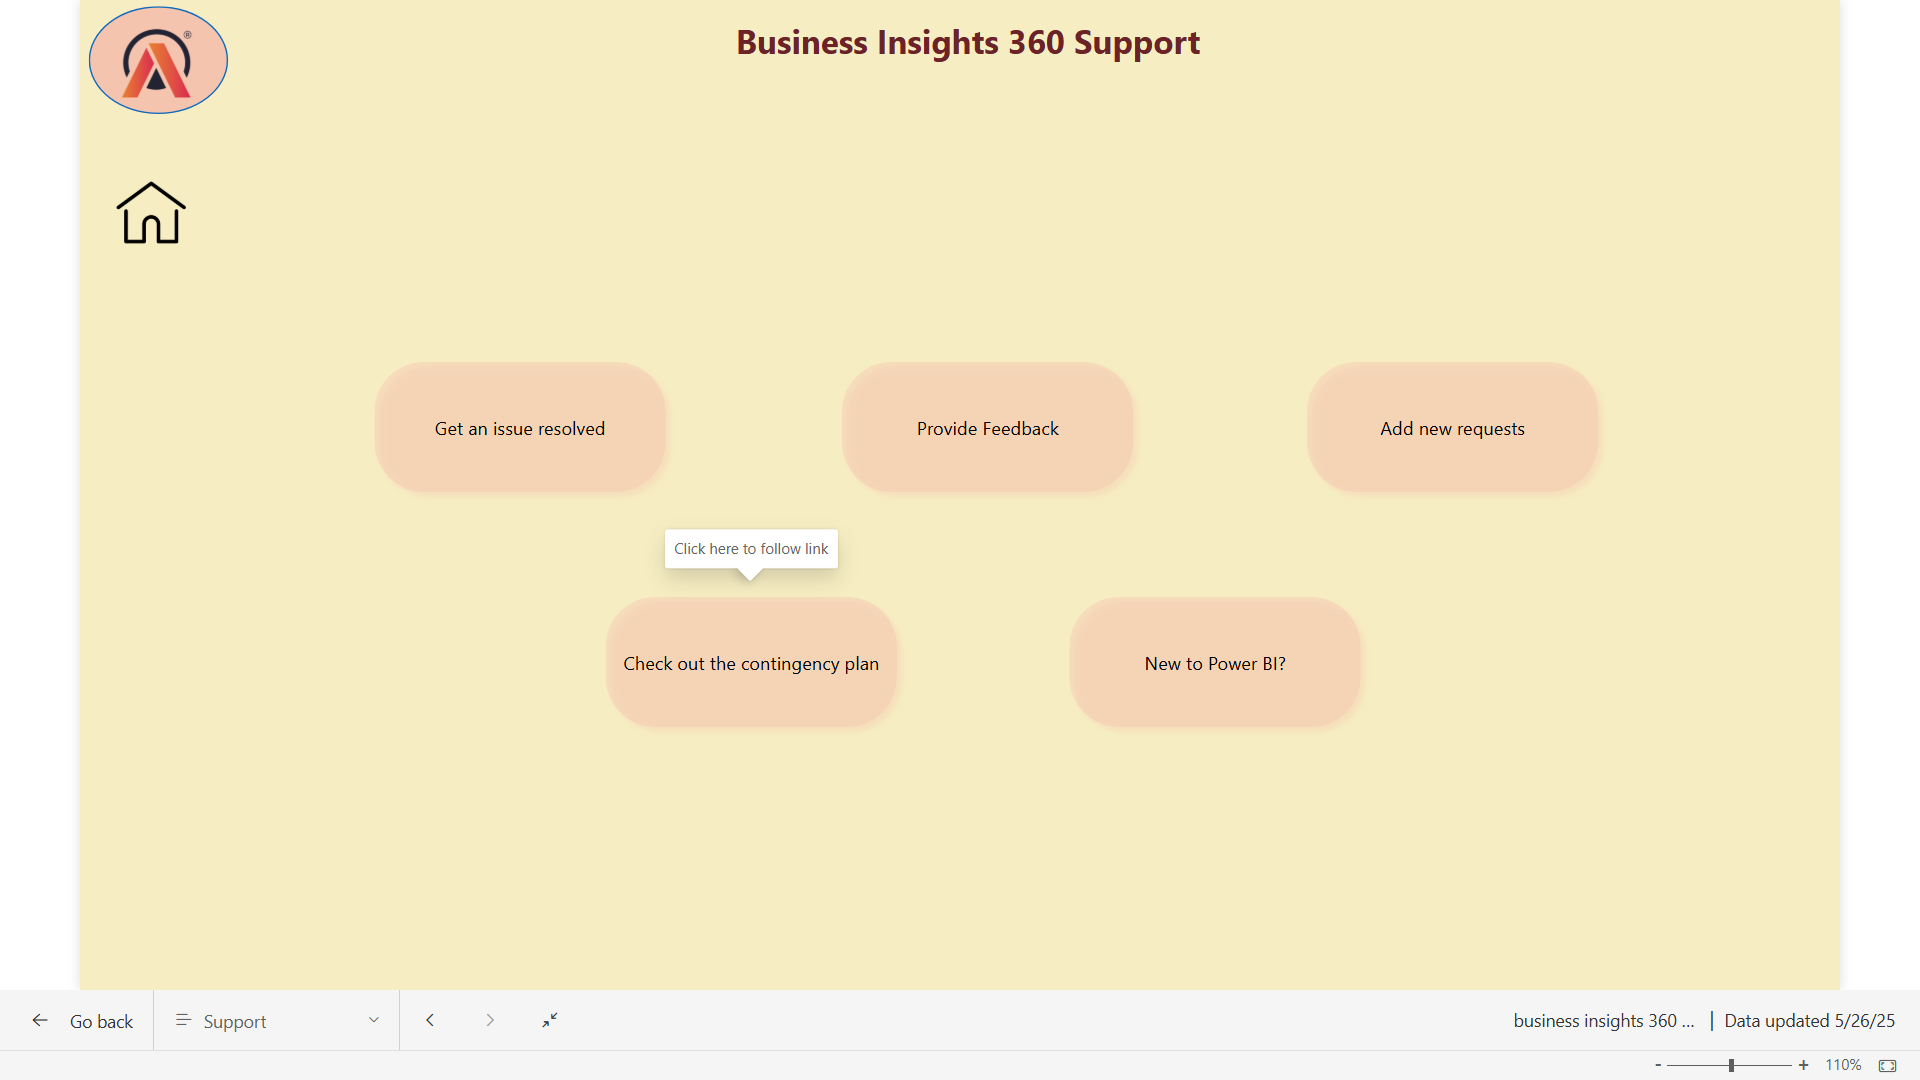 ®
Business Insights 360 Support
Get an issue resolved
Provide Feedback
Add new requests
Click here to follow link
Check out the contingency plan
New to Power BI?
Go back
Support
business insights 360 ...
| Data updated 5/26/25
- + 110%